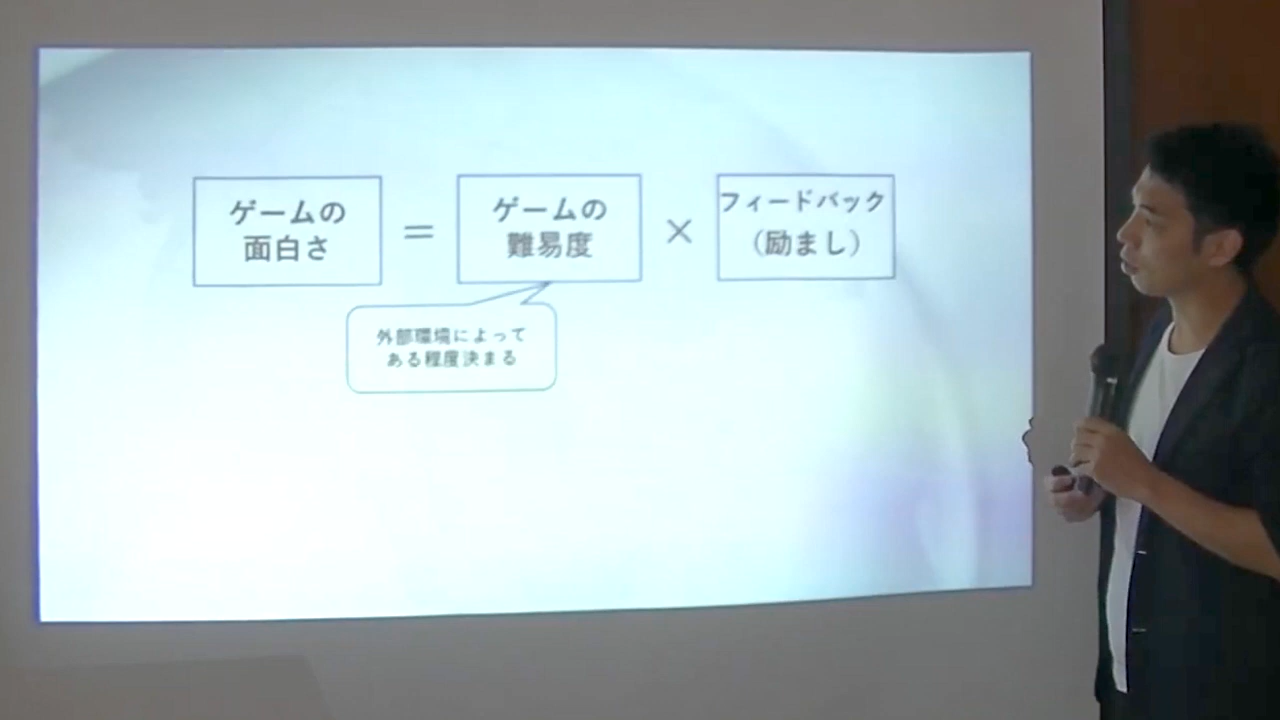 ゲームの
面白さ
=
ゲームの
難易度
×
フィードバック
(励まし)
外部環境によって
ある程度決まる